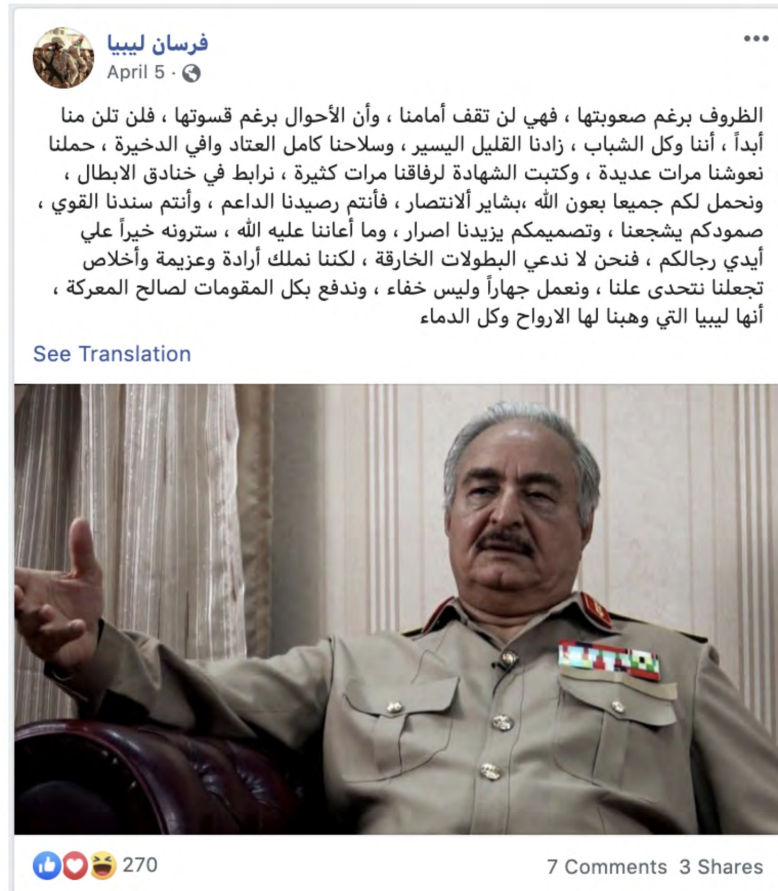 فرسان ليبيا
April 5 ·
الظروف برغم صعوبتها ، فهي لن تقف أمامنا ، وأن الأحوال برغم قسوتها ، فلن تلن منا
أبداً ، أننا وكل الشباب ، زادنا القليل اليسير ، وسلاحنا كامل العتاد وافي الدخيرة ، حملنا
نعوشنا مرات عديدة ، وكتبت الشهادة لرفاقنا مرات كثيرة ، نرابط في خنادق الابطال ،
ونحمل لكم جميعا بعون الله ،بشاير ألانتصار ، فأنتم رصيدنا الداعم ، وأنتم سندنا القوي ،
صمودكم يشجعنا ، وتصميمكم يزيدنا اصرار ، وما أعاننا عليه الله ، سترونه خيراً علي
أيدي رجالكم ، فنحن لا ندعي البطولات الخارقة ، لكننا نملك أرادة وعزيمة وأخلاص
تجعلنا نتحدى علنا ، ونعمل جهاراً وليس خفاء ، وندفع بكل المقومات لصالح المعركة ،
أنها ليبيا التي وهبنا لها الارواح وكل الدماء
See Translation
270
7 Comments 3 Shares